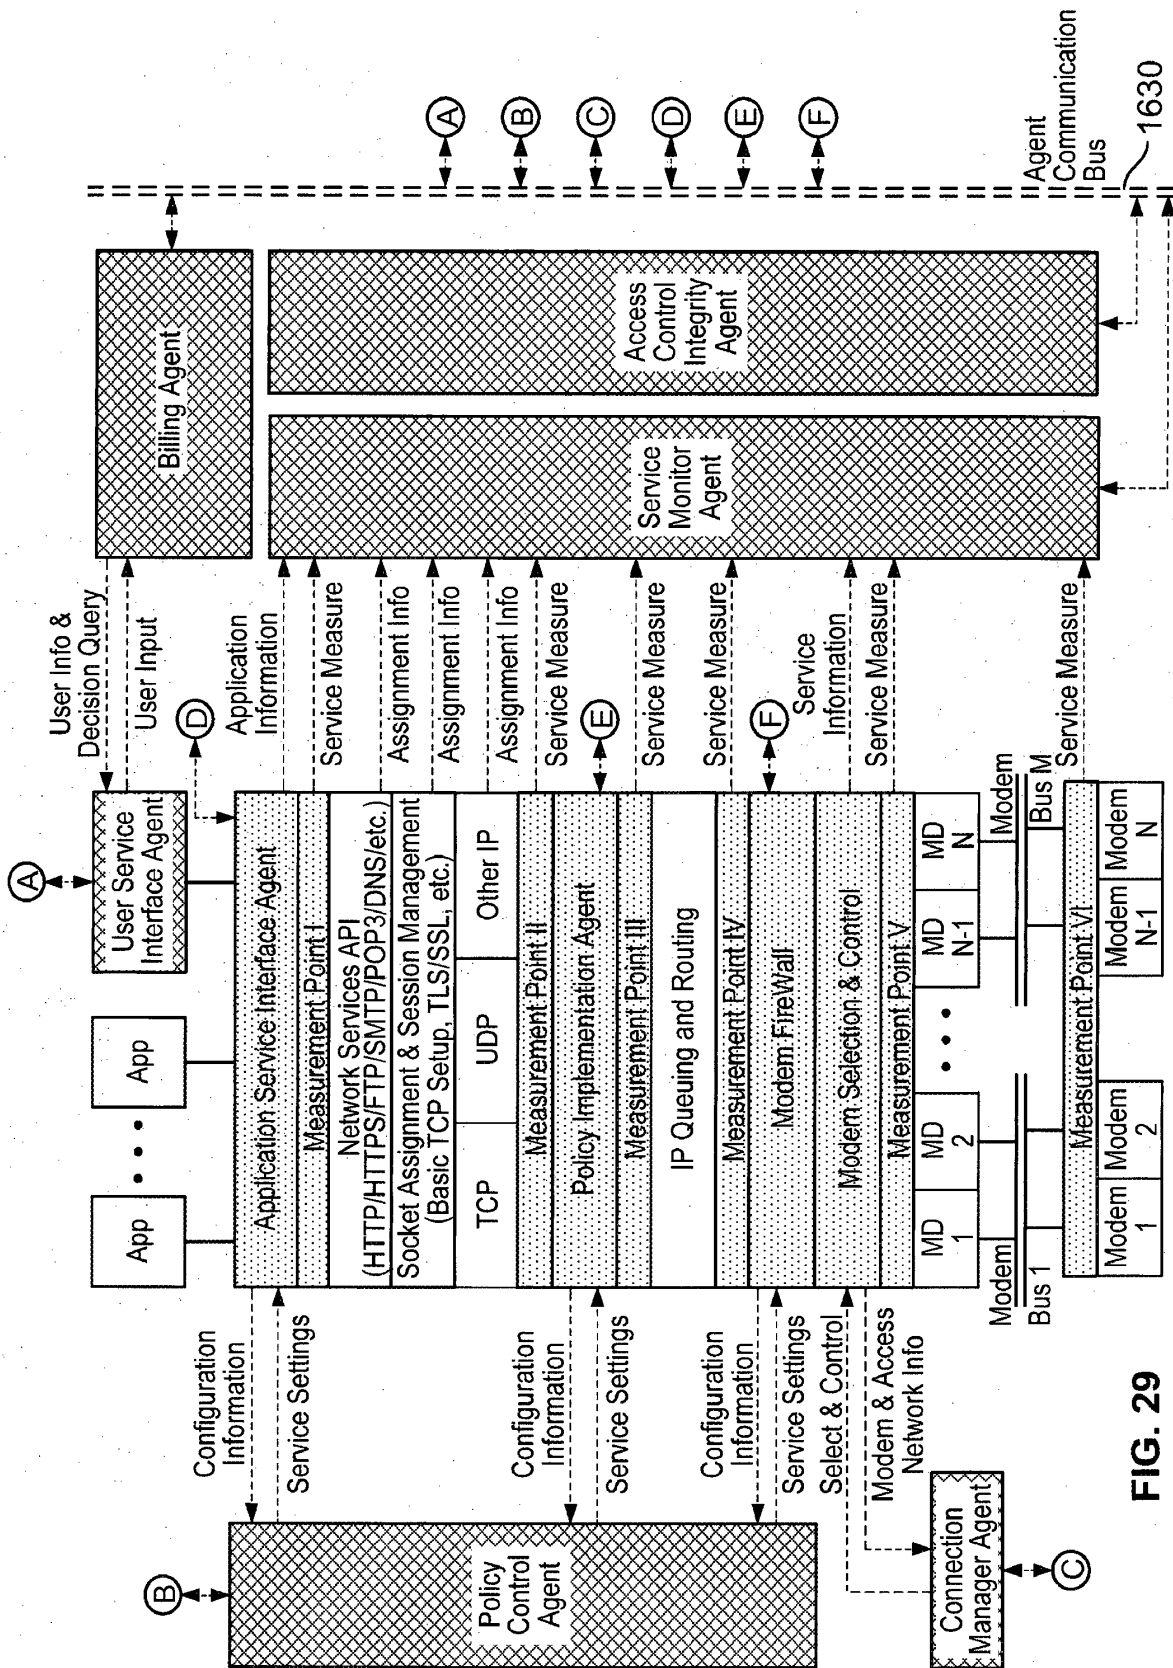 A
B
C
D
E
F
Agent
Communication
Bus
1630
Billing Agent
Access
Control
Integrity
Agent
Service
Monitor
Agent
User Info &
Decision Query
User Input
D
Application
Information
Service Measure
Assignment Info
Assignment Info
Assignment Info
Service Measure
E
Service Measure
Service Measure
F
Service
Information
Service Measure
Service Measure
A
User Service
Interface Agent
App
• • •
App
Application Service Interface Agent
Measurement Point I
Network Services API
(HTTP/HTTPS/FTP/SMTP/POP3/DNS/etc.)
Socket Assignment & Session Management
(Basic TCP Setup, TLS/SSL, etc.)
TCP
UDP
Other IP
Measurement Point II
Policy Implementation Agent
Measurement Point III
IP Queuing and Routing
Measurement Point IV
Modem FireWall
Modem Selection & Control
Measurement Point V
MD
1
MD
2
• • •
MD
N-1
MD
N
Modem
Bus 1
Modem
Bus M
Measurement Point VI
Modem
1
Modem
2
Modem
N-1
Modem
N
Configuration
Information
Service Settings
Configuration
Information
Service Settings
Configuration
Information
Service Settings
Select & Control
Modem & Access
Network Info
B
Policy
Control
Agent
Connection
Manager Agent
C
FIG. 29